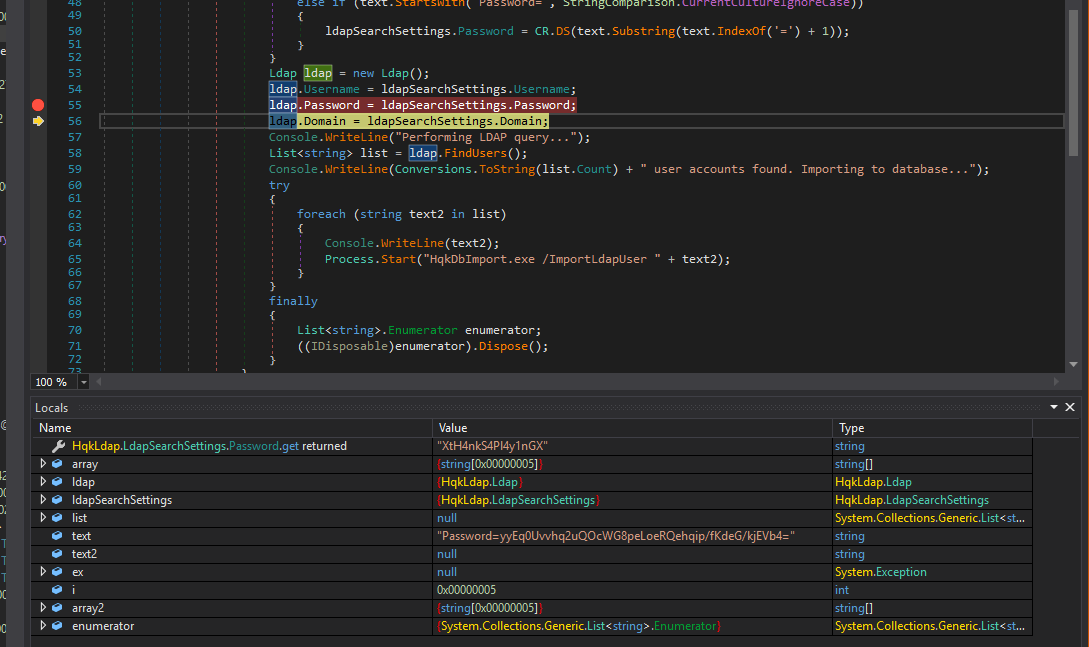 48 else if (text.StartsWith("Password=", StringComparison.CurrentCultureIgnoreCase))
49 {
50 ldapSearchSettings.Password = CR.DS(text.Substring(text.IndexOf('=') + 1));
51 }
52 }
53 Ldap ldap = new Ldap();
54 ldap.Username = ldapSearchSettings.Username;
55 ldap.Password = ldapSearchSettings.Password;
56 ldap.Domain = ldapSearchSettings.Domain;
57 Console.WriteLine("Performing LDAP query...");
58 List<string> list = ldap.FindUsers();
59 Console.WriteLine(Conversions.ToString(list.Count) + " user accounts found. Importing to database...");
60 try
61 {
62 foreach (string text2 in list)
63 {
64 Console.WriteLine(text2);
65 Process.Start("HqkDbImport.exe /ImportLdapUser " + text2);
66 }
67 }
68 finally
69 {
70 List<string>.Enumerator enumerator;
71 ((IDisposable)enumerator).Dispose();
72 }
73 }
100 %
Locals
Name Value Type
HqkLdap.LdapSearchSettings.Password.get returned "XtH4nkS4Pl4y1nGX" string
array {string[0x00000005]} string[]
ldap {HqkLdap.Ldap} HqkLdap.Ldap
ldapSearchSettings {HqkLdap.LdapSearchSettings} HqkLdap.LdapSearchSettings
list null System.Collections.Generic.List<st...
text "Password=yyEq0Uvvhq2uQOcWG8peLoeRQehqip/fKdeG/kjEVb4=" string
text2 null string
ex null System.Exception
i 0x00000005 int
array2 {string[0x00000005]} string[]
enumerator {System.Collections.Generic.List<string>.Enumerator} System.Collections.Generic.List<st...